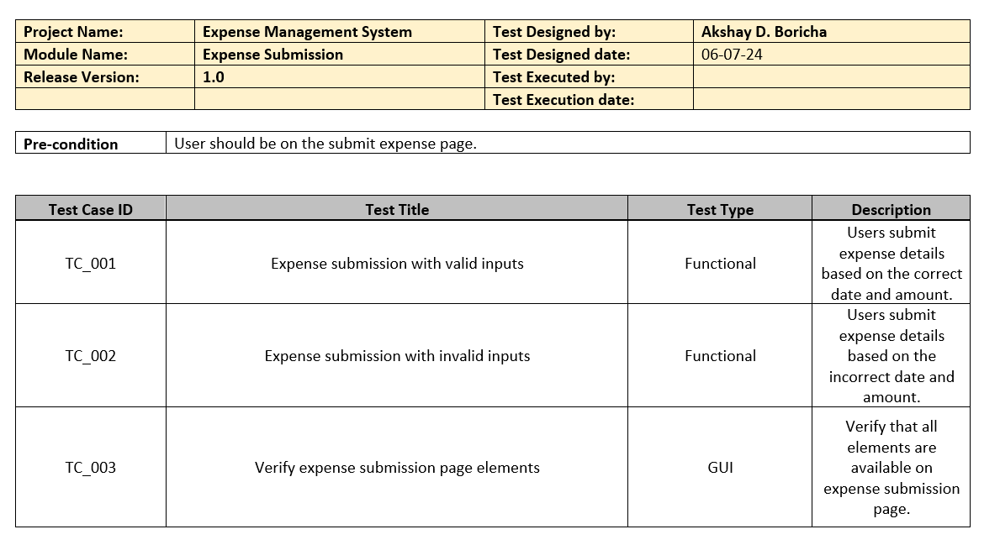 Project Name: Expense Management System Test Designed by: Akshay D. Boricha
Module Name: Expense Submission Test Designed date: 06-07-24
Release Version: 1.0 Test Executed by:
Test Execution date:
Pre-condition User should be on the submit expense page.
Test Case ID Test Title Test Type Description
TC_001 Expense submission with valid inputs Functional
Users submit
expense details
based on the correct
date and amount.
TC_002 Expense submission with invalid inputs Functional
Users submit
expense details
based on the
incorrect date and
amount.
TC_003 Verify expense submission page elements GUI
Verify that all
elements are
available on
expense submission
page.